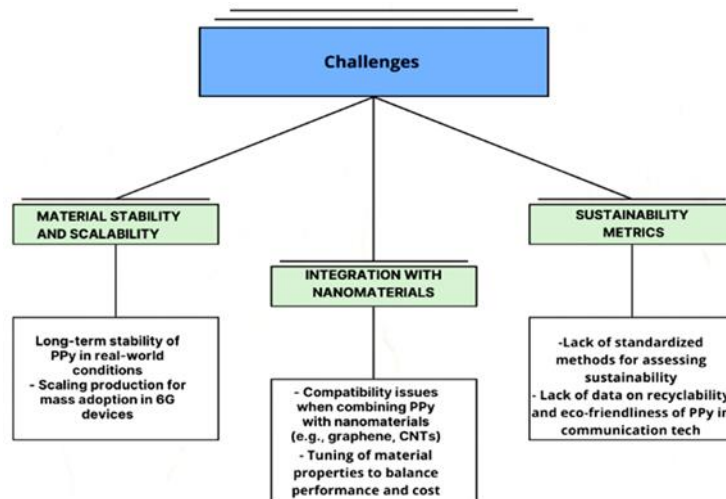 Challenges
MATERIAL STABILITY
AND SCALABILITY
Long-term stability of
PPy in real-world
conditions
- Scaling production for
mass adoption in 6G
devices
INTEGRATION WITH
NANOMATERIALS
- Compatibility issues
when combining PPy
with nanomaterials
(e.g., graphene, CNTs)
- Tuning of material
properties to balance
performance and cost
SUSTAINABILITY
METRICS
-Lack of standardized
methods for assessing
sustainability
- Lack of data on recyclability
and eco-friendliness of PPy in
communication tech